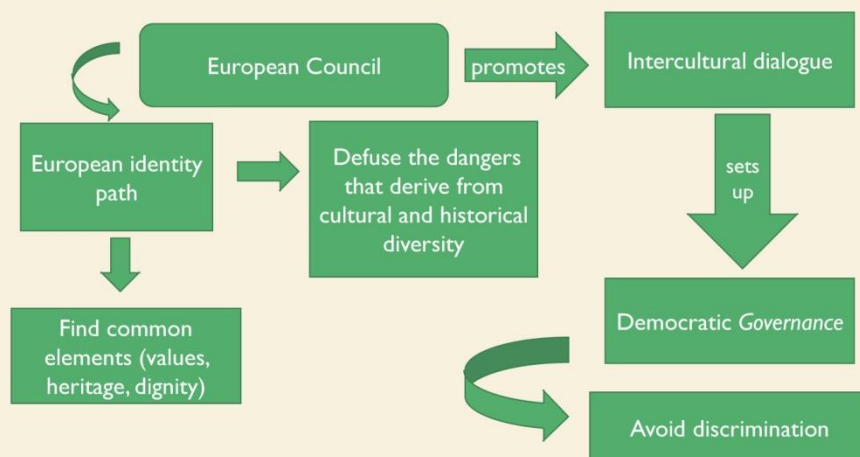 European Council
promotes
Intercultural dialogue
European identity
path
Defuse the dangers
that derive from
cultural and historical
diversity
sets
up
Find common
elements (values,
heritage, dignity)
Democratic Governance
Avoid discrimination